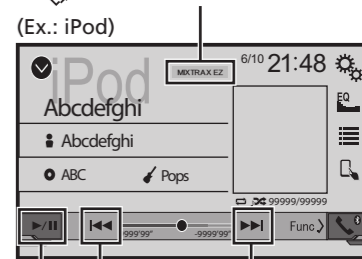 (Ex.: iPod)
iPod
MIXTRAX EZ
6/10 21:48
EQ
Abcdefghi
Abcdefghi
ABC
Pops
99999/99999
9999'99"
-9999'99"
Func